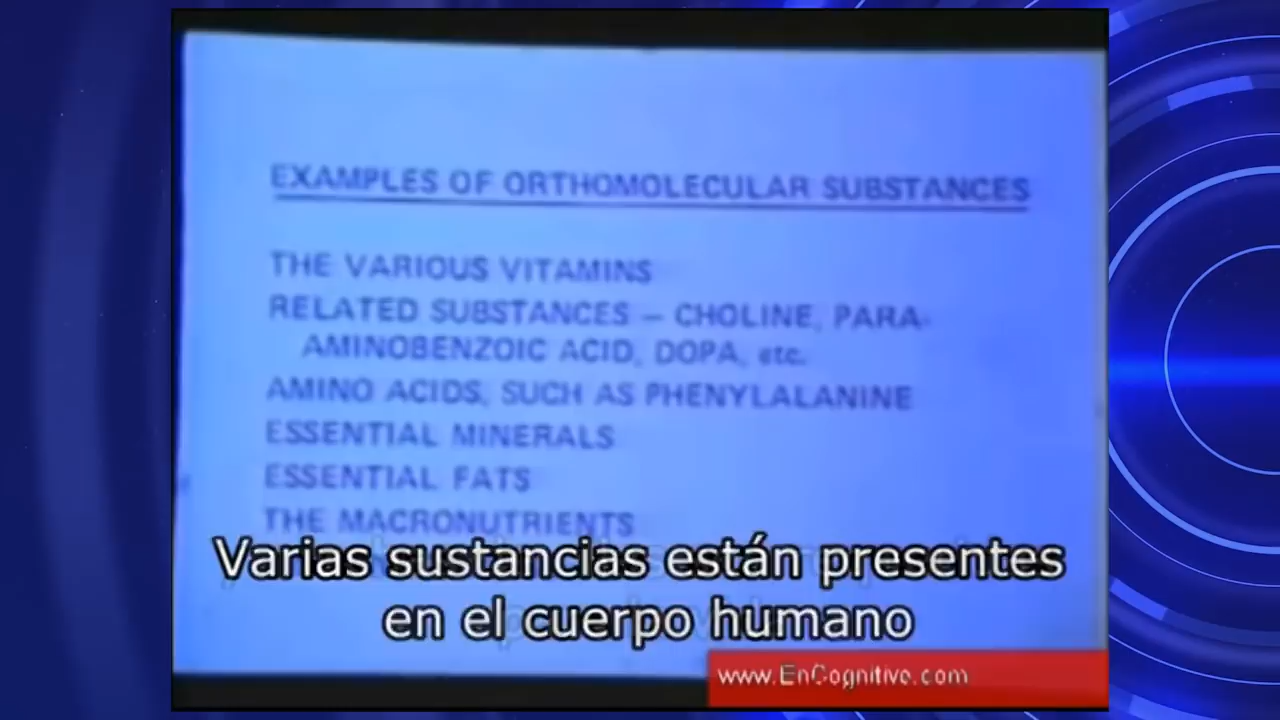 EXAMPLES OF ORTHOMOLECULAR SUBSTANCES
THE VARIOUS VITAMINS
RELATED SUBSTANCES – CHOLINE, PARA-
AMINOBENZOIC ACID, DOPA, etc.
AMINO ACIDS, SUCH AS PHENYLALANINE
ESSENTIAL MINERALS
ESSENTIAL FATS
THE MACRONUTRIENTS
Varias sustancias están presentes
en el cuerpo humano
www.EnCognitive.com